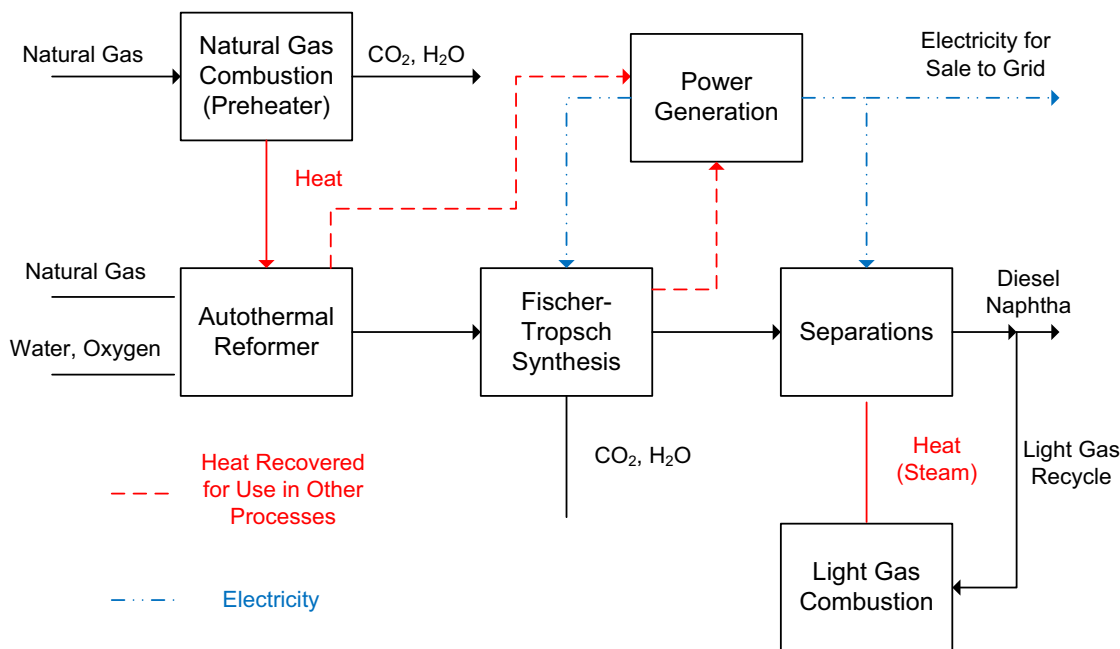 Natural Gas
Natural Gas
Combustion
(Preheater)
CO₂, H₂O
Power
Generation
Electricity for
Sale to Grid
Heat
Natural Gas
Water, Oxygen
Autothermal
Reformer
Fischer-
Tropsch
Synthesis
Separations
Diesel
Naphtha
CO₂, H₂O
Heat
(Steam)
Light Gas
Recycle
Heat Recovered
for Use in Other
Processes
Electricity
Light Gas
Combustion